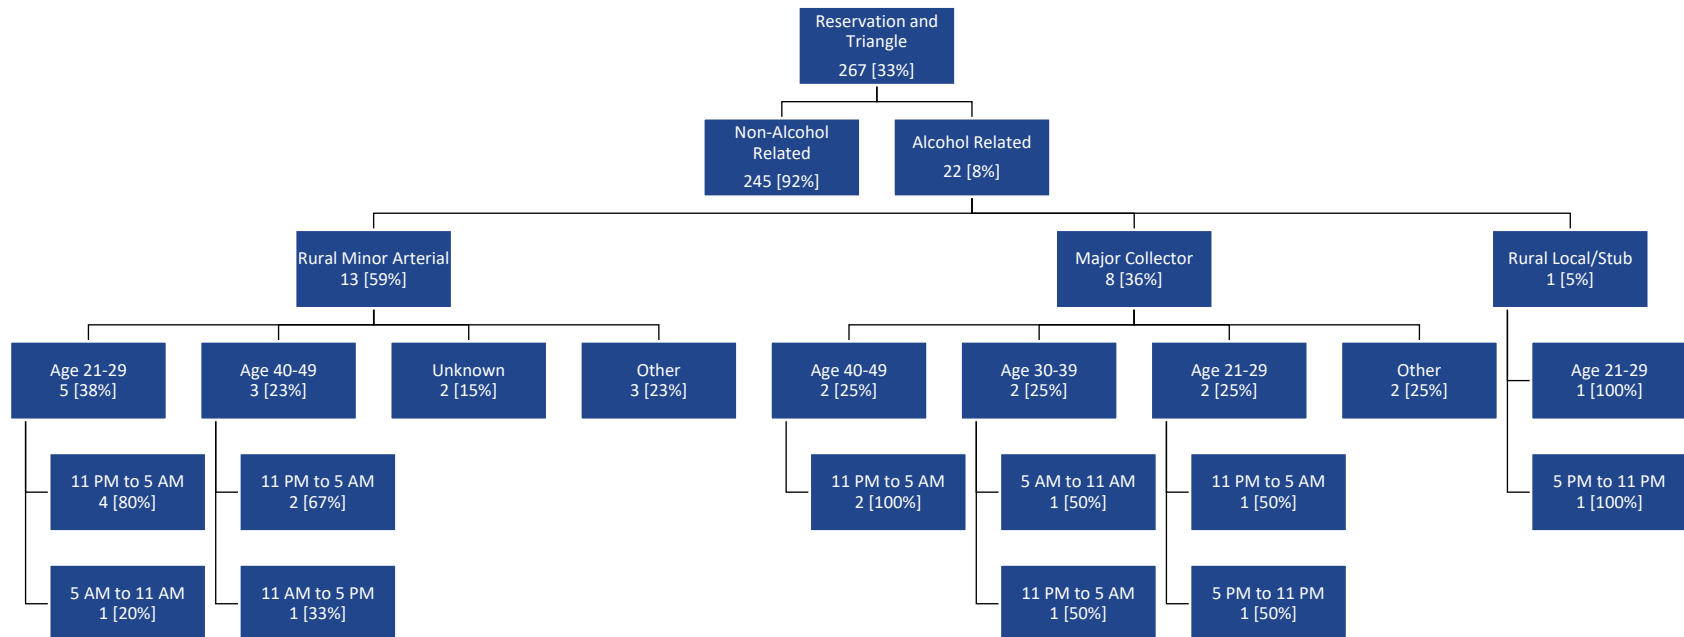 Reservation and
Triangle
267 [33%]
Non-Alcohol
Related
245 [92%]
Alcohol Related
22 [8%]
Rural Minor Arterial
13 [59%]
Major Collector
8 [36%]
Rural Local/Stub
1 [5%]
Age 21-29
5 [38%]
Age 40-49
3 [23%]
Unknown
2 [15%]
Other
3 [23%]
Age 40-49
2 [25%]
Age 30-39
2 [25%]
Age 21-29
2 [25%]
Other
2 [25%]
Age 21-29
1 [100%]
11 PM to 5 AM
4 [80%]
11 PM to 5 AM
2 [67%]
11 PM to 5 AM
2 [100%]
5 AM to 11 AM
1 [50%]
11 PM to 5 AM
1 [50%]
5 PM to 11 PM
1 [100%]
5 AM to 11 AM
1 [20%]
11 AM to 5 PM
1 [33%]
11 PM to 5 AM
1 [50%]
5 PM to 11 PM
1 [50%]